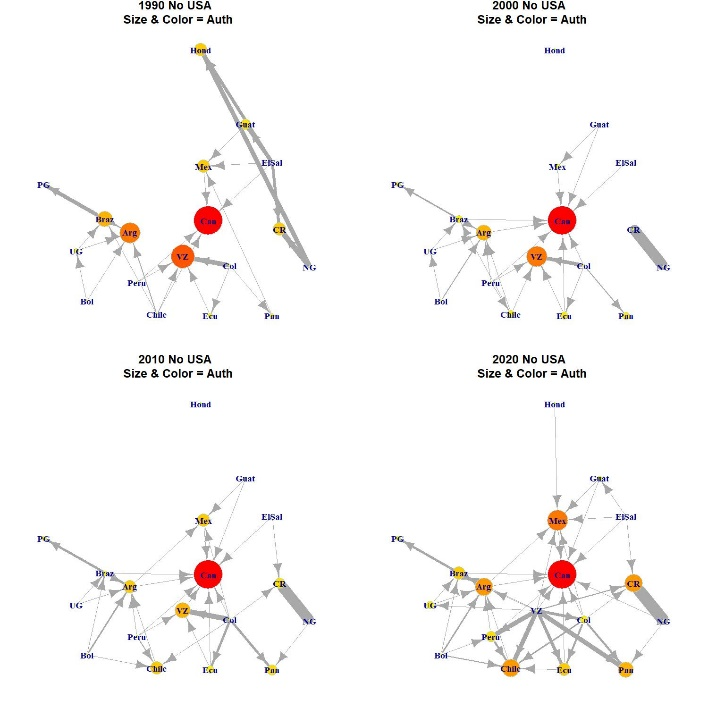 1990 No USA
Size & Color = Auth
Hond
Guat
Mex
ElSal
PG
Braz
Can
Arg
CR
UG
VZ
Col
NG
Peru
Bol
Chile
Ecu
Pan
2000 No USA
Size & Color = Auth
Hond
Guat
Mex
ElSal
PG
Braz
Can
Arg
CR
UG
VZ
Col
NG
Peru
Bol
Chile
Ecu
Pan
2010 No USA
Size & Color = Auth
Hond
Guat
Mex
ElSal
PG
Braz
Can
Arg
CR
UG
VZ
Col
NG
Peru
Bol
Chile
Ecu
Pan
2020 No USA
Size & Color = Auth
Hond
Guat
Mex
ElSal
PG
Braz
Can
Arg
CR
UG
VZ
Col
NG
Peru
Bol
Chile
Ecu
Pan